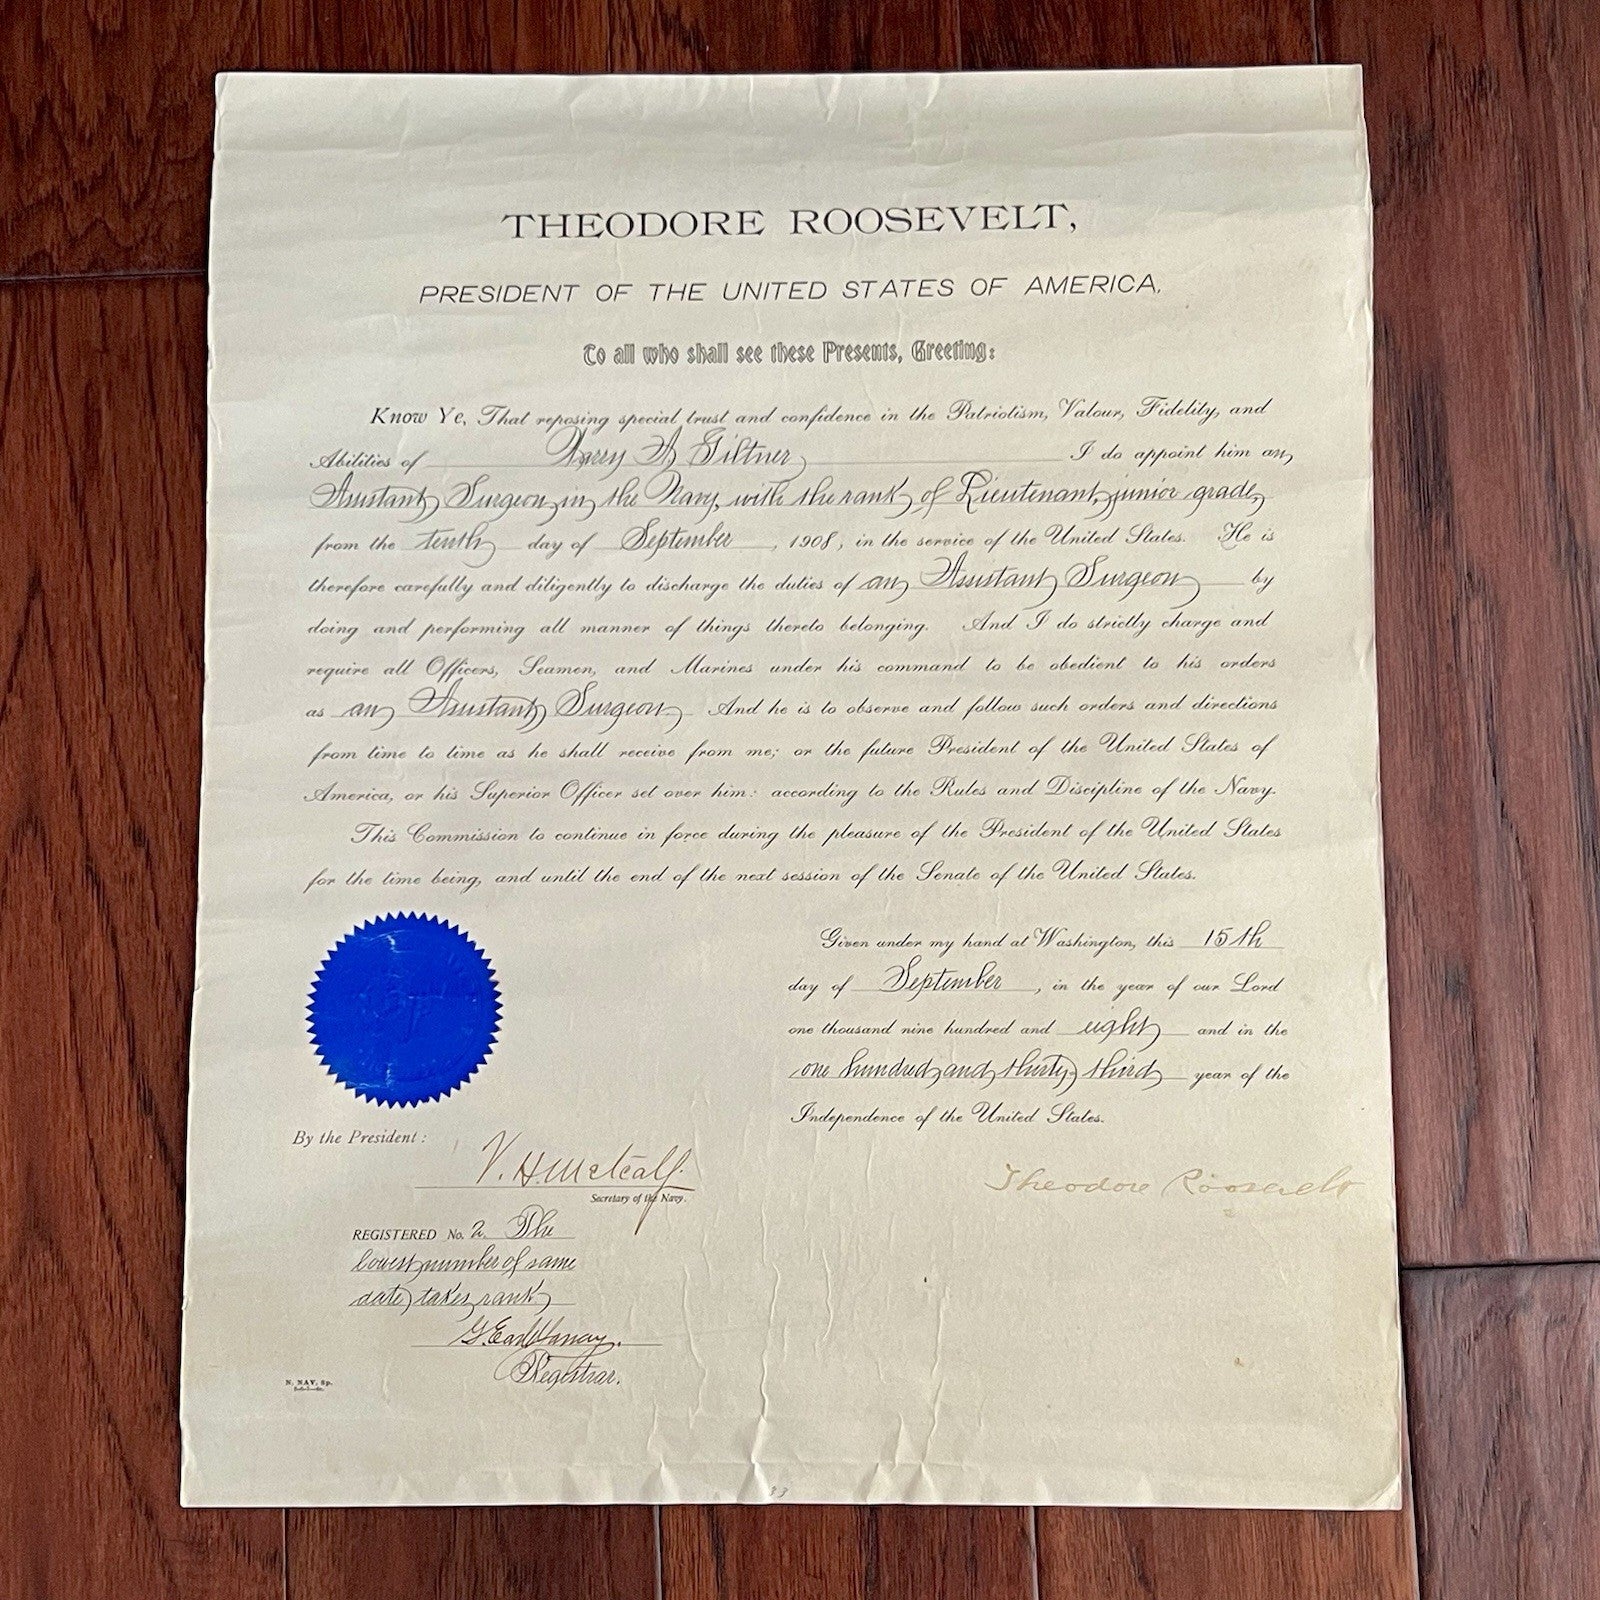 THEODORE ROOSEVELT,
PRESIDENT OF THE UNITED STATES OF AMERICA.
To all who shall see these Presents, Greeting:
Know Ye, That reposing special trust and confidence in the Patriotism, Valour, Fidelity, and
Abilities of Harry A. Giltner, I do appoint him an
Assistant Surgeon in the Navy, with the rank of Lieutenant, junior grade,
from the tenth day of September, 1908, in the service of the United States. He is
therefore carefully and diligently to discharge the duties of an Assistant Surgeon by
doing and performing all manner of things thereto belonging. And I do strictly charge and
require all Officers, Seamen, and Marines under his command to be obedient to his orders
as an Assistant Surgeon. And he is to observe and follow such orders and directions
from time to time as he shall receive from me; or the future President of the United States of
America, or his Superior Officer set over him: according to the Rules and Discipline of the Navy.
This Commission to continue in force during the pleasure of the President of the United States
for the time being, and until the end of the next session of the Senate of the United States.
Given under my hand at Washington, this 15th
day of September, in the year of our Lord
one thousand nine hundred and eight and in the
one hundred and thirty third year of the
Independence of the United States.
By the President:
V. H. Metcalf.
Secretary of the Navy.
Theodore Roosevelt
REGISTERED No. 2. The
lowest number of same
date takes rank
Registrar.
N. NAV. Sp.